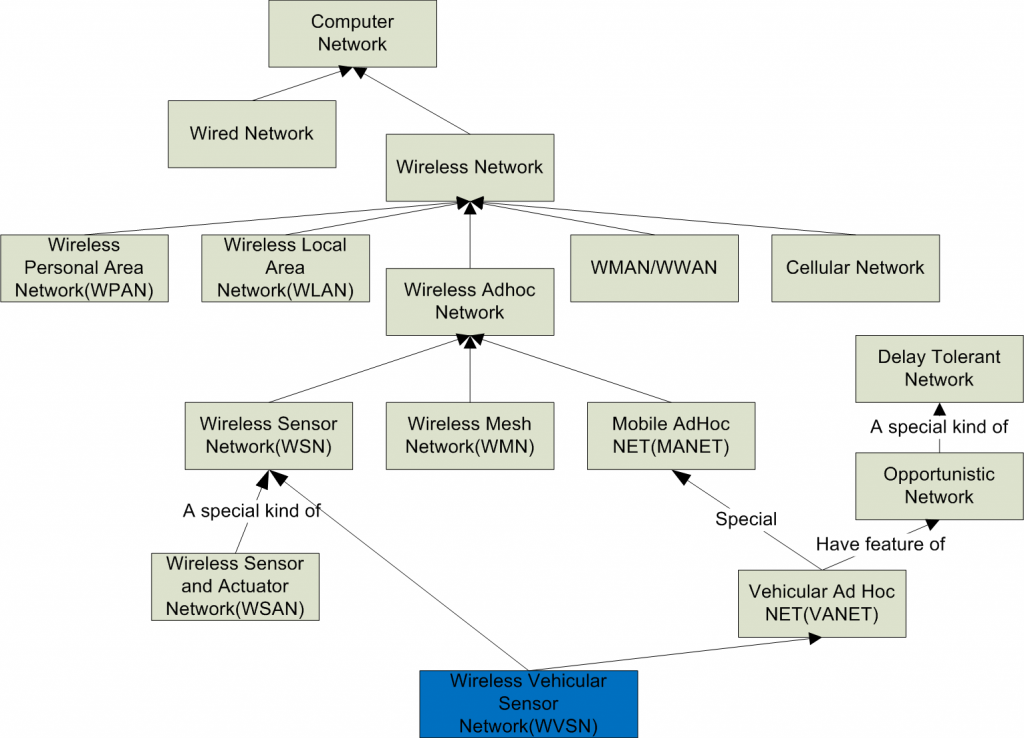 Computer
Network
Wired Network
Wireless Network
Wireless
Personal Area
Network(WPAN)
Wireless Local
Area
Network(WLAN)
WMAN/WWAN
Cellular Network
Wireless Adhoc
Network
Delay Tolerant
Network
Wireless Sensor
Network(WSN)
Wireless Mesh
Network(WMN)
Mobile AdHoc
NET(MANET)
A special kind of
Opportunistic
Network
A special kind of
Special
Have feature of
Wireless Sensor
and Actuator
Network(WSAN)
Vehicular Ad Hoc
NET(VANET)
Wireless Vehicular
Sensor
Network(WVSN)